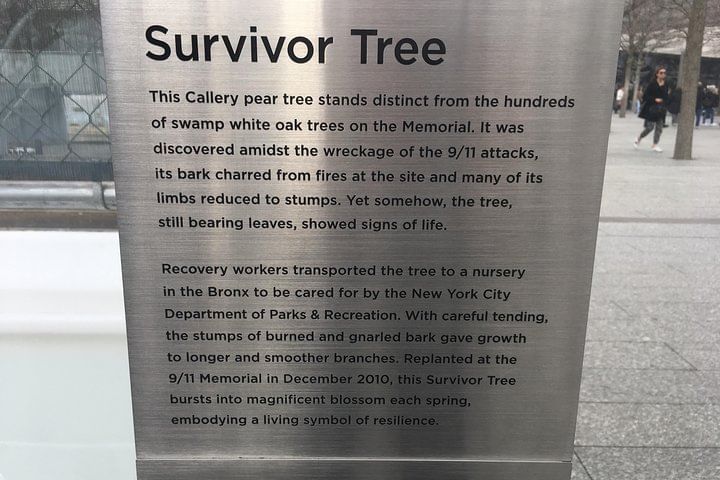 Survivor Tree
This Callery pear tree stands distinct from the hundreds
of swamp white oak trees on the Memorial. It was
discovered amidst the wreckage of the 9/11 attacks,
its bark charred from fires at the site and many of its
limbs reduced to stumps. Yet somehow, the tree,
still bearing leaves, showed signs of life.
Recovery workers transported the tree to a nursery
in the Bronx to be cared for by the New York City
Department of Parks & Recreation. With careful tending,
the stumps of burned and gnarled bark gave growth
to longer and smoother branches. Replanted at the
9/11 Memorial in December 2010, this Survivor Tree
bursts into magnificent blossom each spring,
embodying a living symbol of resilience.